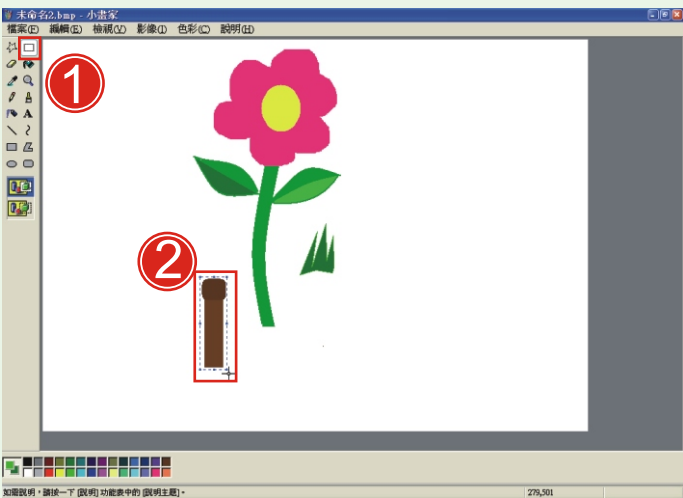 未命名2.bmp - 小畫家
檔案(F) 編輯(E) 檢視(V) 影像(I) 色彩(C) 說明(H)
1
A
2
如需說明,請按一下 [說明] 功能表中的 [說明主題]。
279,501